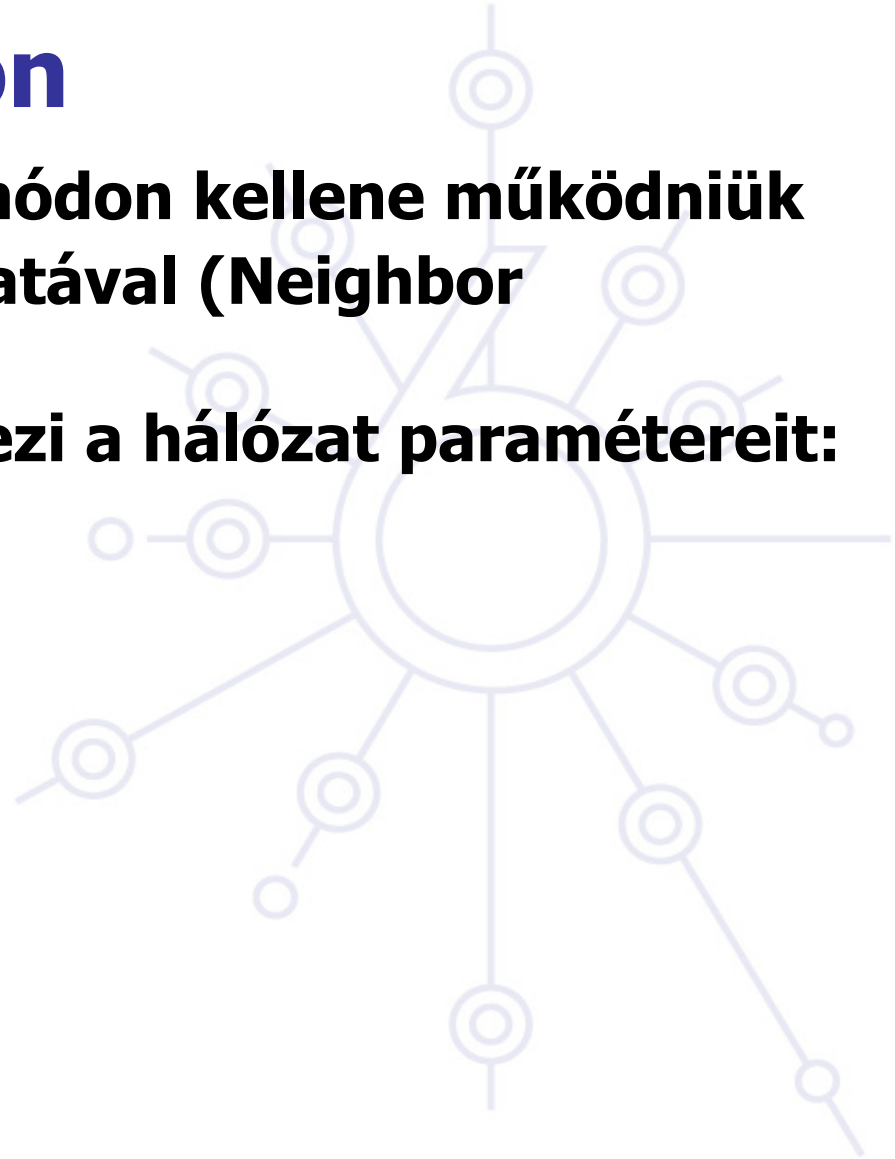 on
módon kellene működniük
atával (Neighbor
ezi a hálózat paramétereit: